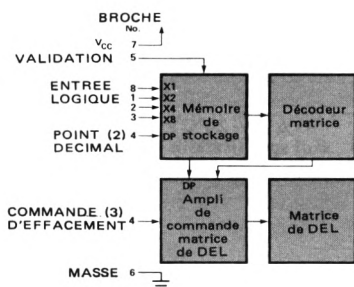 BROCHE
No.
VCC 7
VALIDATION 5
ENTREE
LOGIQUE
8 X1
1 X2
2 X4
3 X8
Mémoire
de
stockage
Décodeur
matrice
POINT (2)
DECIMAL 4 DP
DP
Ampli
de
commande
matrice
de DEL
Matrice
de DEL
COMMANDE (3)
D'EFFACEMENT 4
MASSE 6